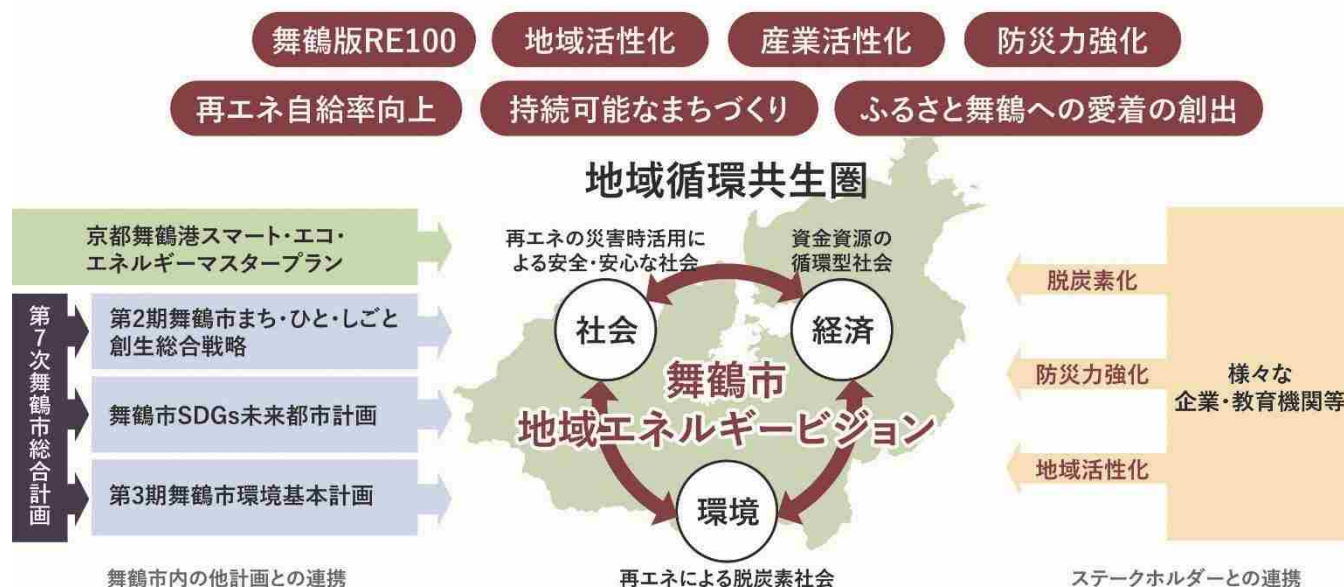 舞鶴版RE100
地域活性化
産業活性化
防災力強化
再エネ自給率向上
持続可能なまちづくり
ふるさと舞鶴への愛着の創出
地域循環共生圏
京都舞鶴港スマート・エコ・
エネルギーマスタープラン
第7次舞鶴市総合計画
第2期舞鶴市まち・ひと・しごと
創生総合戦略
舞鶴市SDGs未来都市計画
第3期舞鶴市環境基本計画
舞鶴市内の他計画との連携
再エネの災害時活用に
よる安全・安心な社会
資金資源の
循環型社会
社会
経済
舞鶴市
地域エネルギービジョン
環境
再エネによる脱炭素社会
脱炭素化
防災力強化
地域活性化
様々な
企業・教育機関等
ステークホルダーとの連携